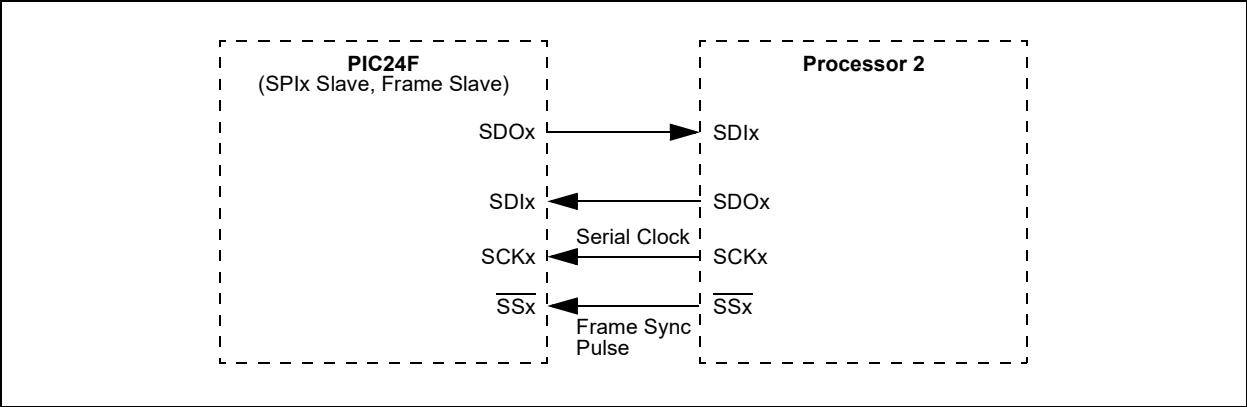 PIC24F
(SPIx Slave, Frame Slave)
Processor 2
SDOx
SDIx
SDIx
SDOx
Serial Clock
SCKx
SCKx
SSx
SSx
Frame Sync
Pulse